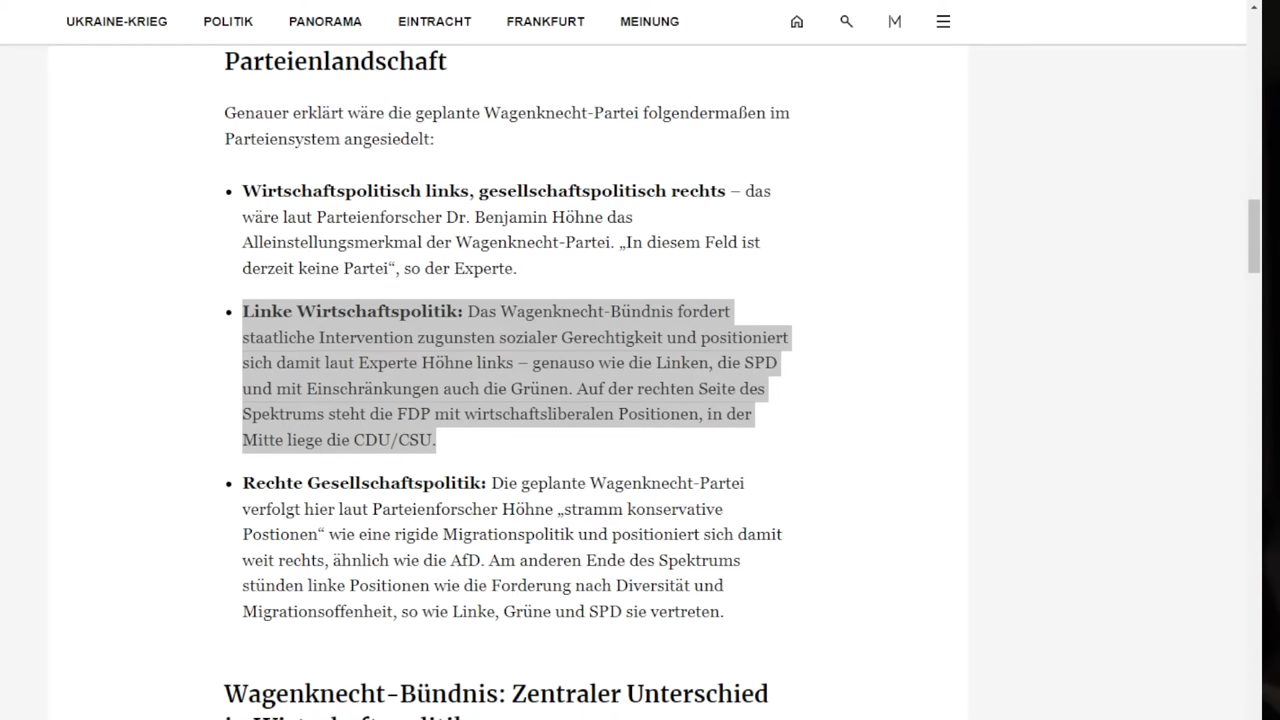 UKRAINE-KRIEG POLITIK PANORAMA EINTRACHT FRANKFURT MEINUNG
Parteienlandschaft
Genauer erklärt wäre die geplante Wagenknecht-Partei folgendermaßen im
Parteiensystem angesiedelt:
• Wirtschaftspolitisch links, gesellschaftspolitisch rechts – das
wäre laut Parteienforscher Dr. Benjamin Höhne das
Alleinstellungsmerkmal der Wagenknecht-Partei. „In diesem Feld ist
derzeit keine Partei“, so der Experte.
• Linke Wirtschaftspolitik: Das Wagenknecht-Bündnis fordert
staatliche Intervention zugunsten sozialer Gerechtigkeit und positioniert
sich damit laut Experte Höhne links – genauso wie die Linken, die SPD
und mit Einschränkungen auch die Grünen. Auf der rechten Seite des
Spektrums steht die FDP mit wirtschaftsliberalen Positionen, in der
Mitte liege die CDU/CSU.
• Rechte Gesellschaftspolitik: Die geplante Wagenknecht-Partei
verfolgt hier laut Parteienforscher Höhne „stramm konservative
Postionen“ wie eine rigide Migrationspolitik und positioniert sich damit
weit rechts, ähnlich wie die AfD. Am anderen Ende des Spektrums
stünden linke Positionen wie die Forderung nach Diversität und
Migrationsoffenheit, so wie Linke, Grüne und SPD sie vertreten.
Wagenknecht-Bündnis: Zentraler Unterschied
in Wirtschaftspolitik